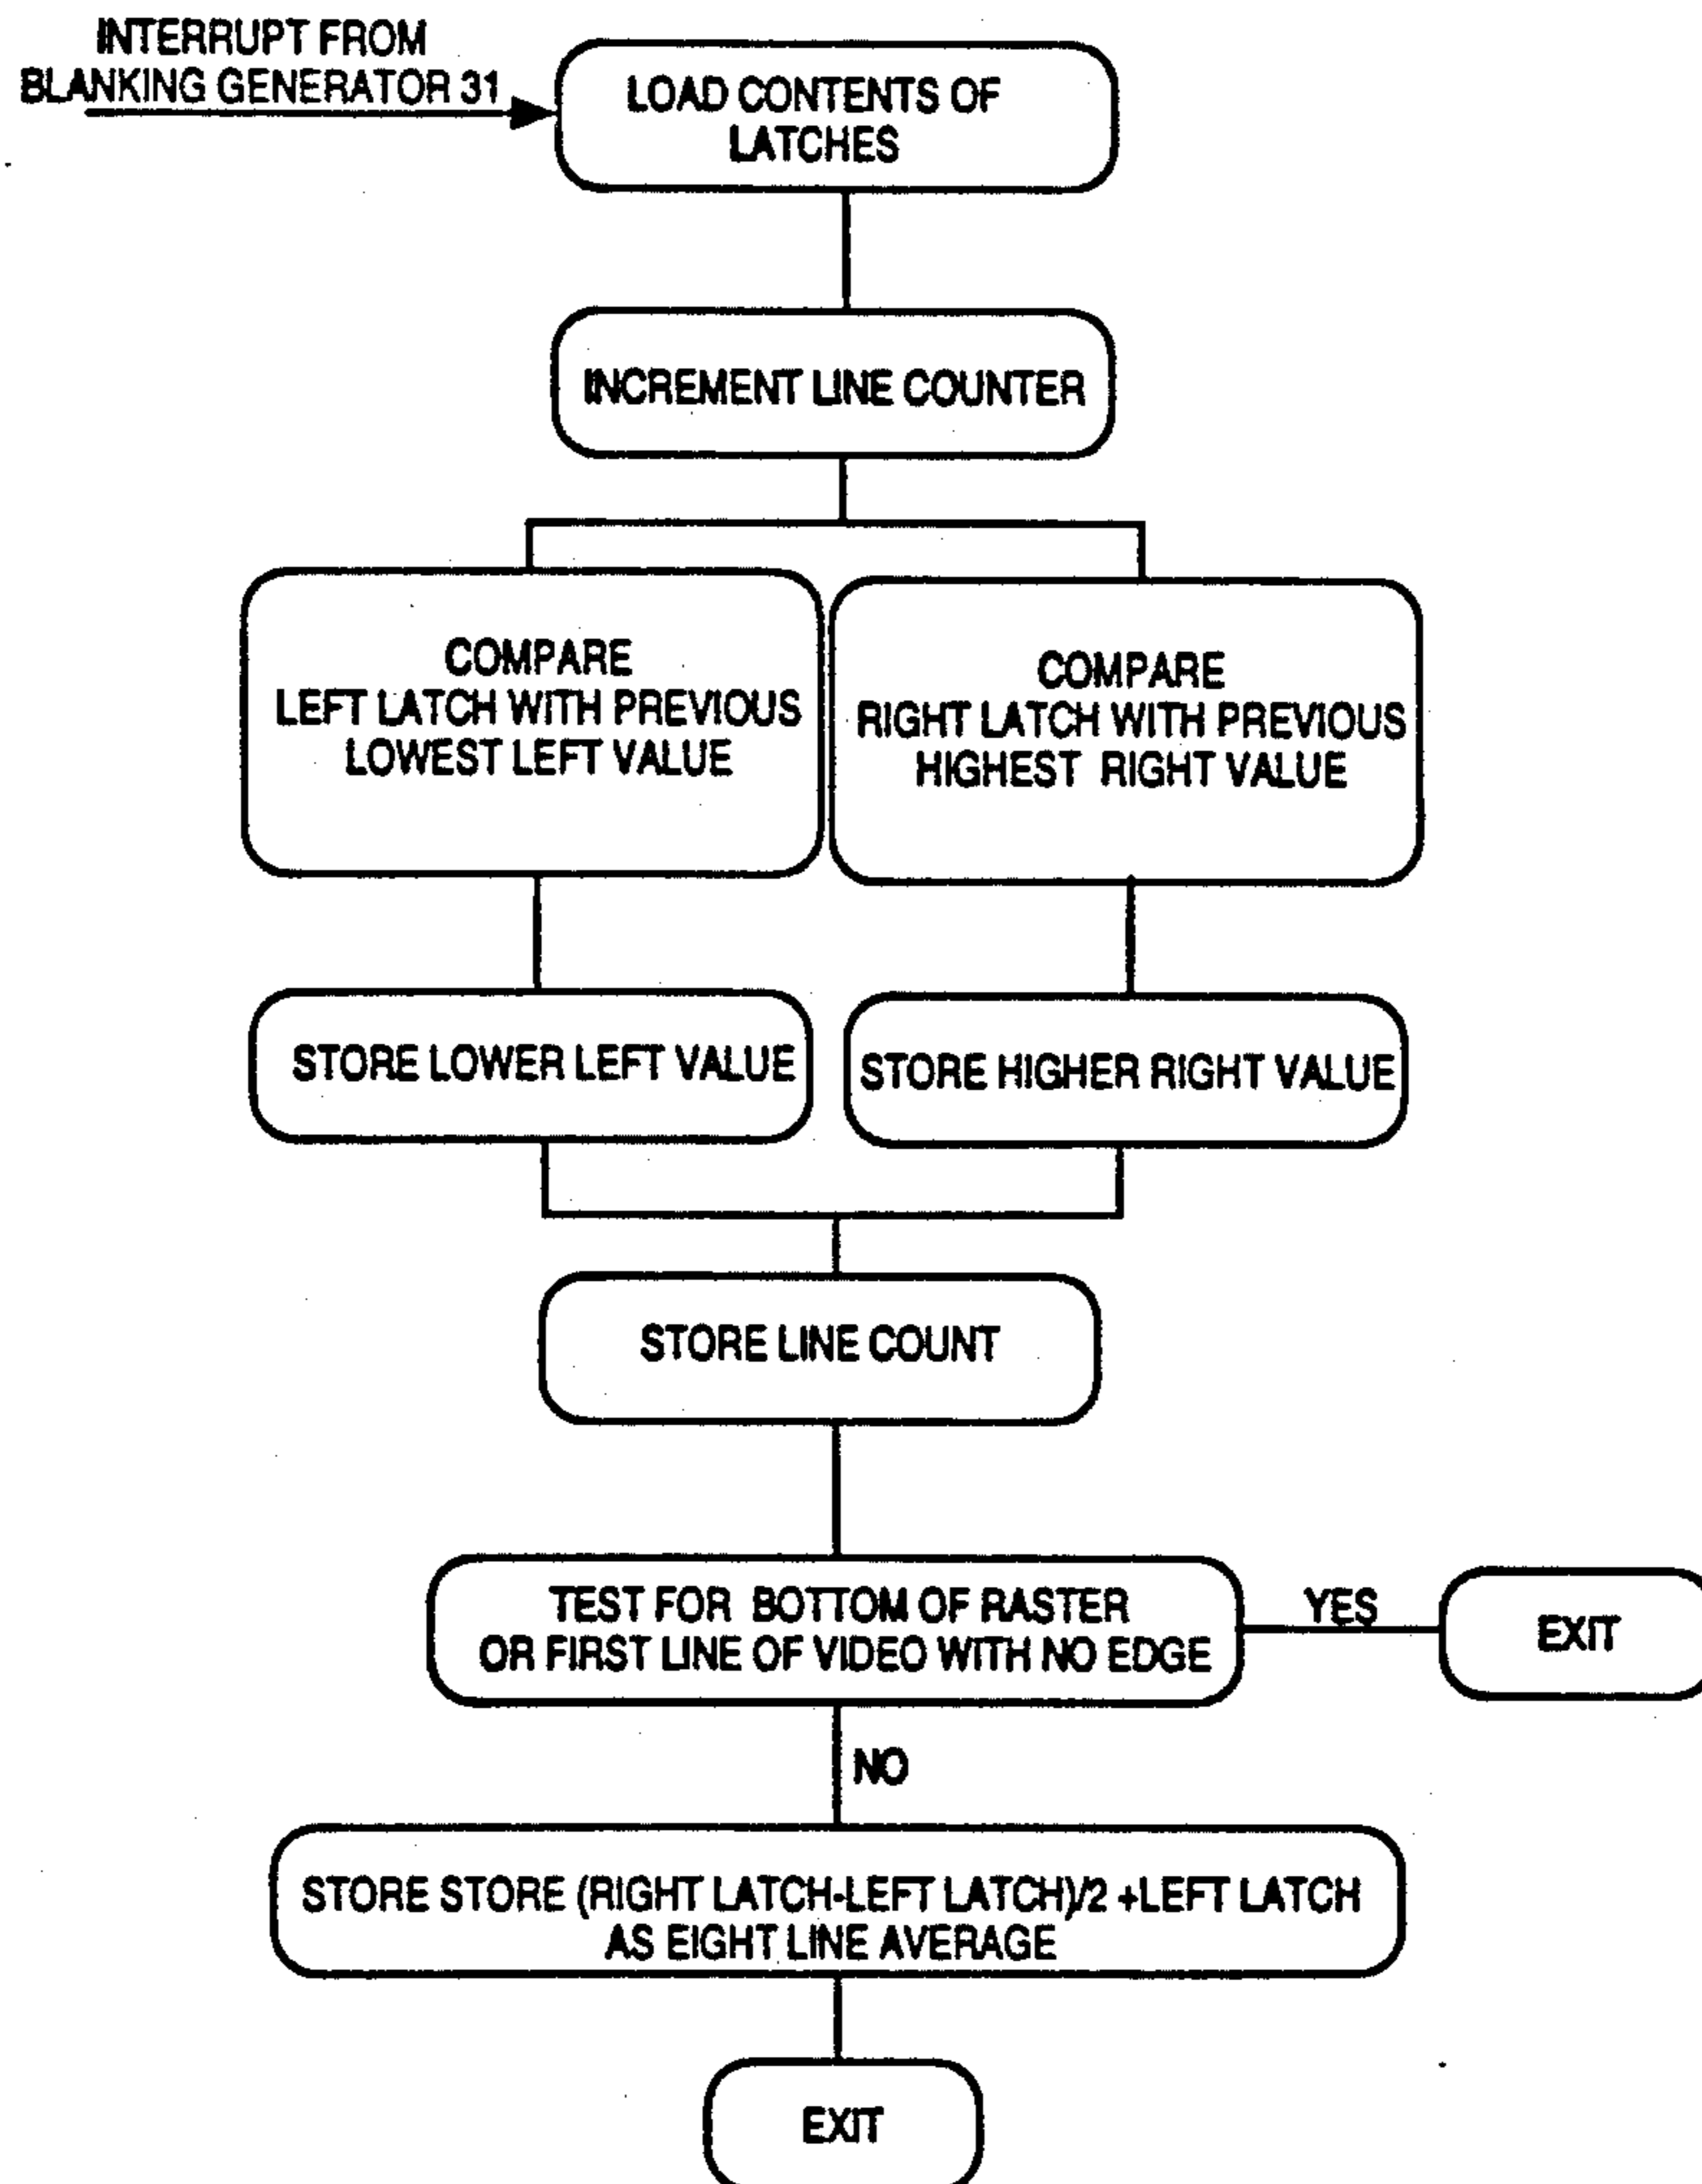 INTERRUPT FROM
BLANKING GENERATOR 31
LOAD CONTENTS OF
LATCHES
INCREMENT LINE COUNTER
COMPARE
LEFT LATCH WITH PREVIOUS
LOWEST LEFT VALUE
COMPARE
RIGHT LATCH WITH PREVIOUS
HIGHEST RIGHT VALUE
STORE LOWER LEFT VALUE
STORE HIGHER RIGHT VALUE
STORE LINE COUNT
TEST FOR BOTTOM OF RASTER
OR FIRST LINE OF VIDEO WITH NO EDGE
YES
EXIT
NO
STORE STORE (RIGHT LATCH-LEFT LATCH)/2 +LEFT LATCH
AS EIGHT LINE AVERAGE
EXIT